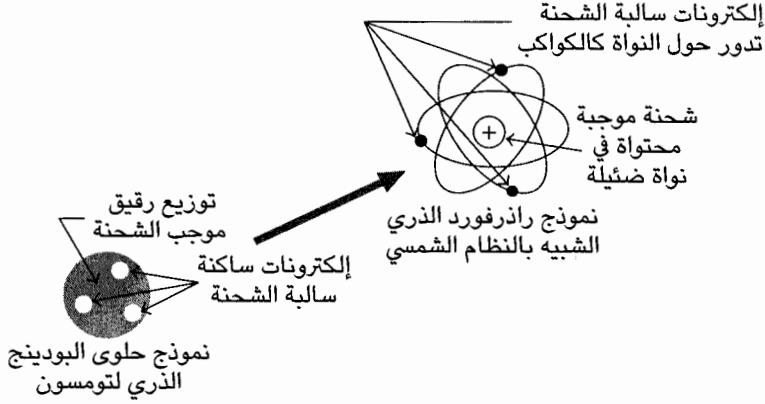 إلكترونات سالبة الشحنة
تدور حول النواة كالكواكب
شحنة موجبة
محتواة في
نواة ضئيلة
+
نموذج راذرفورد الذري
الشبيه بالنظام الشمسي
توزيع رقيق
موجب الشحنة
إلكترونات ساكنة
سالبة الشحنة
نموذج حلوى البودينج
الذري لتومسون